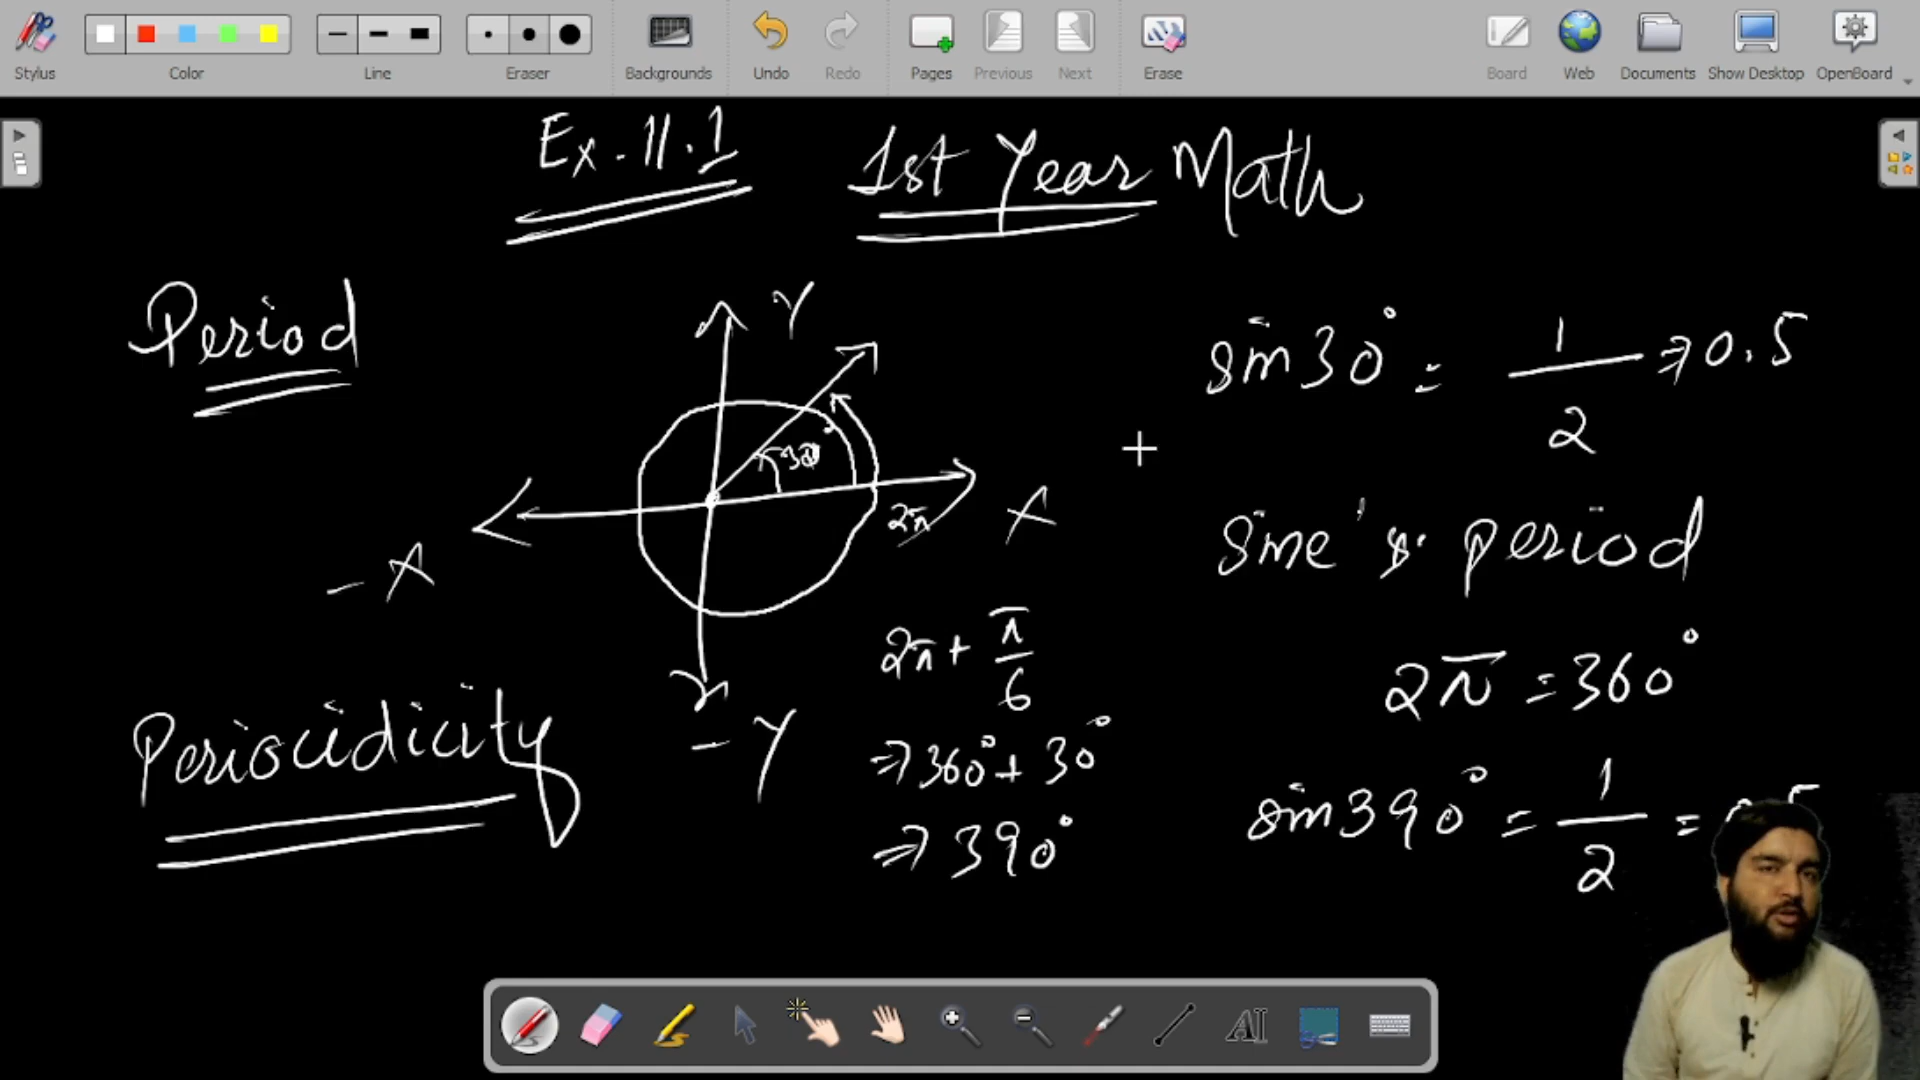 Stylus Color Line Eraser Backgrounds Undo Redo Pages Previous Next Erase Board Web Documents Show Desktop OpenBoard
Ex. 11.1 1st Year Math
Period
Y
30°
2π
X
- X
- Y
Periocidicity
2π + π/6
⇒ 360° + 30°
⇒ 390°
sin30° = 1/2 ⇒ 0.5
sine's period
2π = 360°
sin390° = 1/2 =
AI